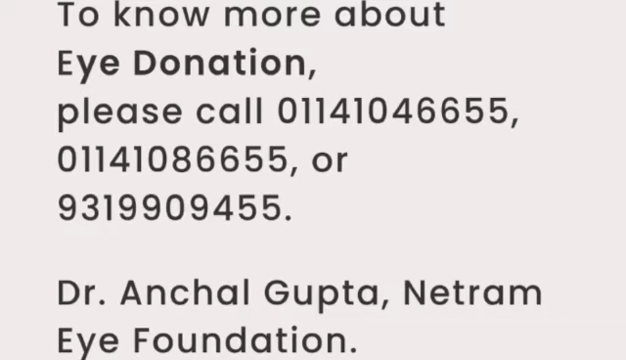 To know more about
Eye Donation,
please call 01141046655,
01141086655, or
9319909455.
Dr. Anchal Gupta, Netram
Eye Foundation.